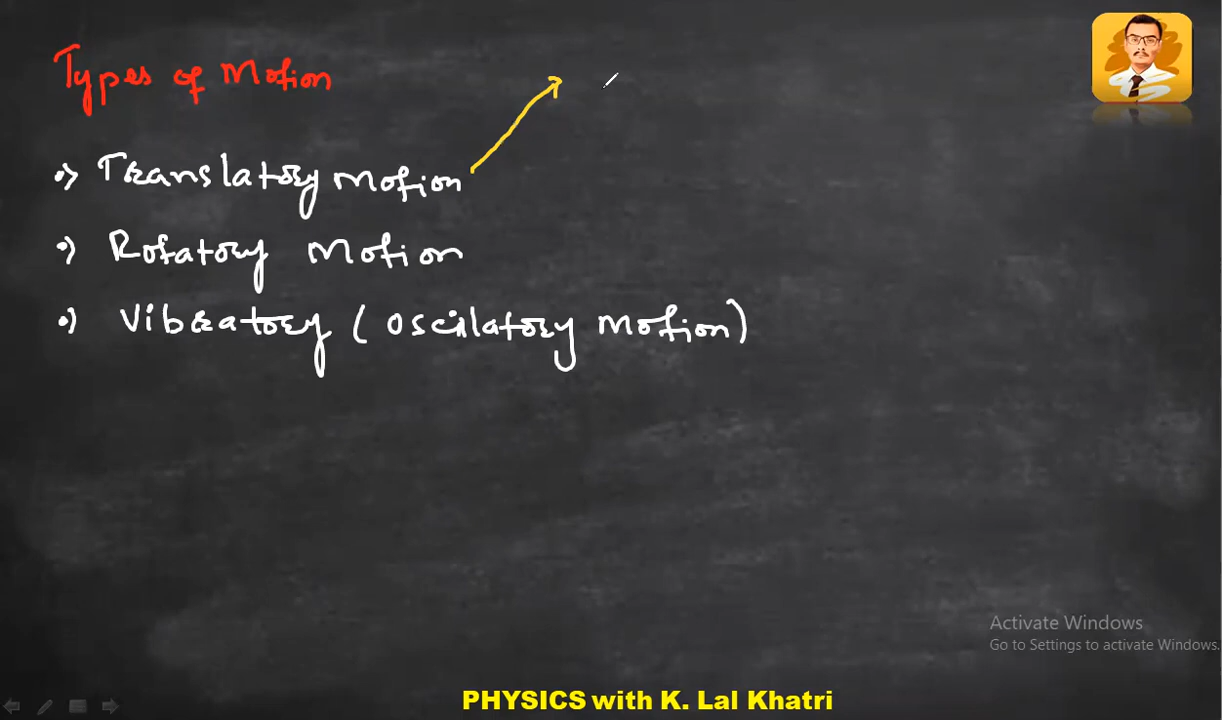 Types of Motion
Translatory Motion
Rotatory Motion
Vibratory (Oscillatory Motion)
Activate Windows
Go to Settings to activate Windows.
PHYSICS with K. Lal Khatri